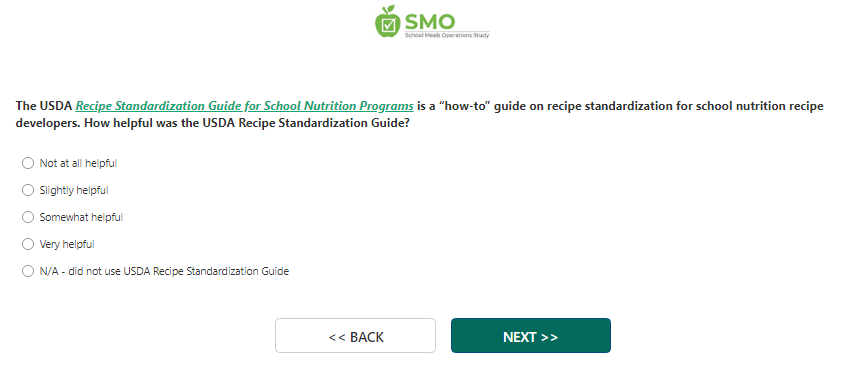 SMO
School Meals Operations Study
The USDA Recipe Standardization Guide for School Nutrition Programs is a “how-to” guide on recipe standardization for school nutrition recipe
developers. How helpful was the USDA Recipe Standardization Guide?
Not at all helpful
Slightly helpful
Somewhat helpful
Very helpful
N/A - did not use USDA Recipe Standardization Guide
<< BACK
NEXT >>